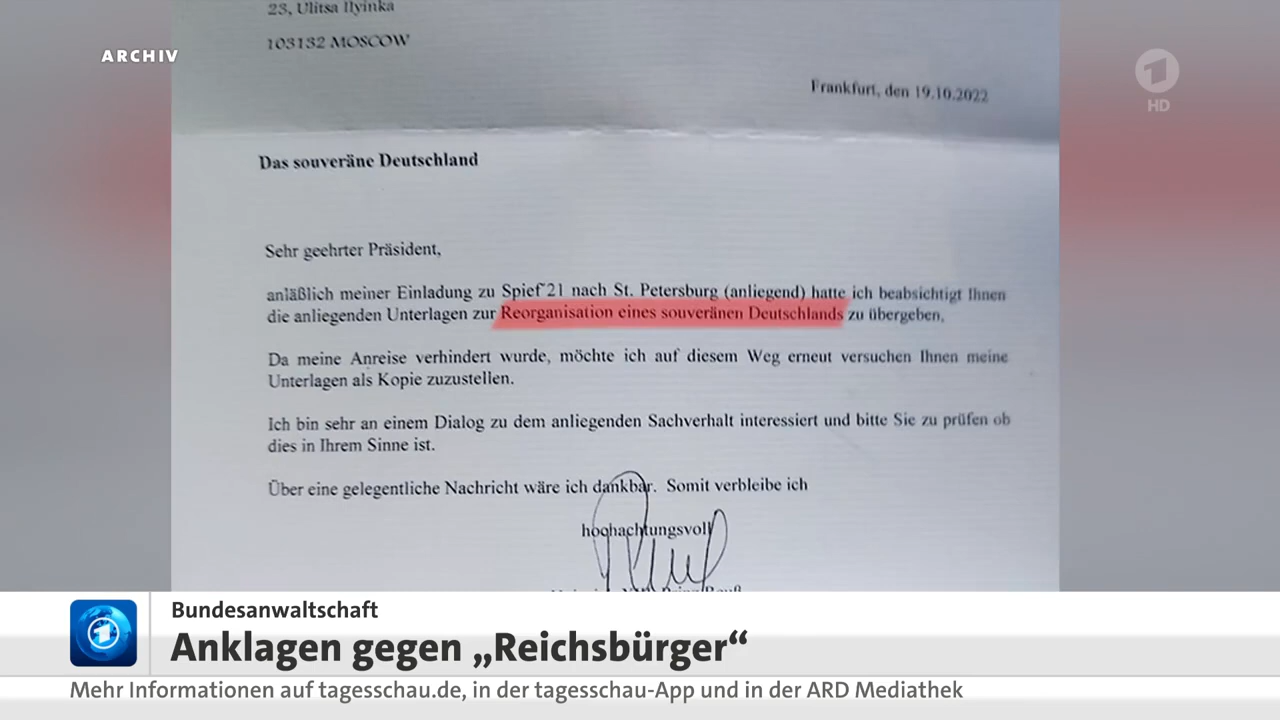 23, Ulitsa Ilyinka
103132 MOSCOW
ARCHIV
HD
Frankfurt, den 19.10.2022
Das souveräne Deutschland
Sehr geehrter Präsident,
anläßlich meiner Einladung zu Spief 21 nach St. Petersburg (anliegend) hatte ich beabsichtigt Ihnen
die anliegenden Unterlagen zur Reorganisation eines souveränen Deutschlands zu übergeben,
Da meine Anreise verhindert wurde, möchte ich auf diesem Weg erneut versuchen Ihnen meine
Unterlagen als Kopie zuzustellen.
Ich bin sehr an einem Dialog zu dem anliegenden Sachverhalt interessiert und bitte Sie zu prüfen ob
dies in Ihrem Sinne ist.
Über eine gelegentliche Nachricht wäre ich dankbar. Somit verbleibe ich
hochachtungsvoll
Bundesanwaltschaft
Anklagen gegen „Reichsbürger“
Mehr Informationen auf tagesschau.de, in der tagesschau-App und in der ARD Mediathek